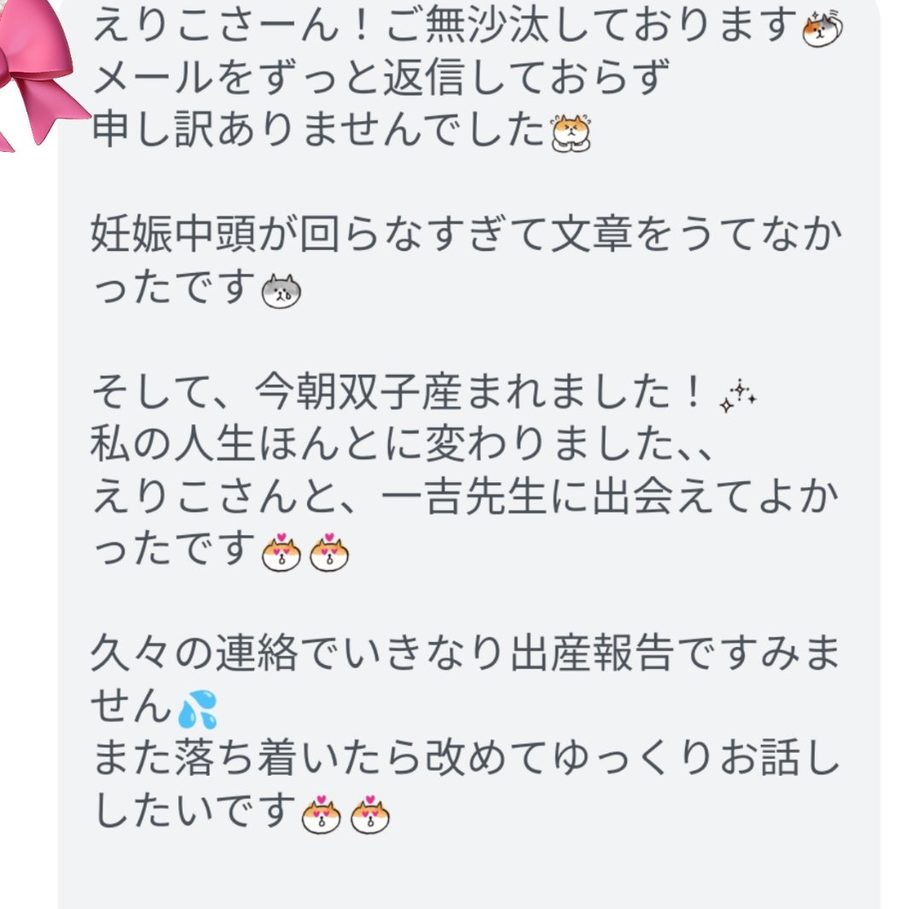 えりこさーん！ご無沙汰しております
メールをずっと返信しておらず
申し訳ありませんでした
妊娠中頭が回らなすぎて文章をうてなか
ったです
そして、今朝双子産まれました！
私の人生ほんとに変わりました、、
えりこさんと、一吉先生に出会えてよか
ったです
久々の連絡でいきなり出産報告ですみま
せん💦
また落ち着いたら改めてゆっくりお話し
したいです